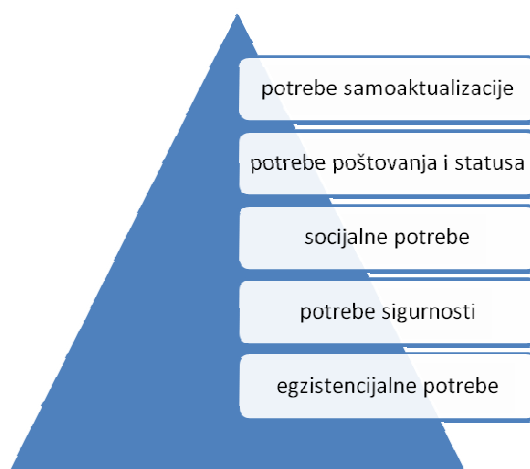 potrebe samoaktualizacije
potrebe poštovanja i statusa
socijalne potrebe
potrebe sigurnosti
egzistencijalne potrebe